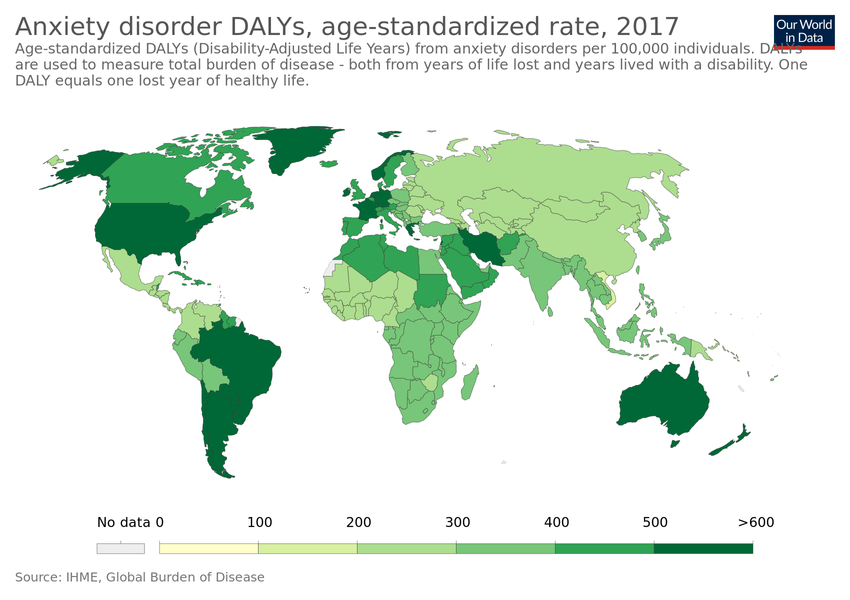 Anxiety disorder DALYs, age-standardized rate, 2017
Our World
in Data
Age-standardized DALYs (Disability-Adjusted Life Years) from anxiety disorders per 100,000 individuals. DALYs
are used to measure total burden of disease - both from years of life lost and years lived with a disability. One
DALY equals one lost year of healthy life.
No data 0 100 200 300 400 500 >600
Source: IHME, Global Burden of Disease